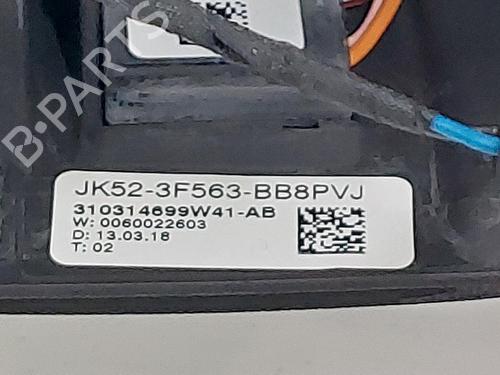 B-PARTS
JK52-3F563-BB8PVJ
310314699W41-AB
W: 0060022603
D: 13.03.18
T: 02